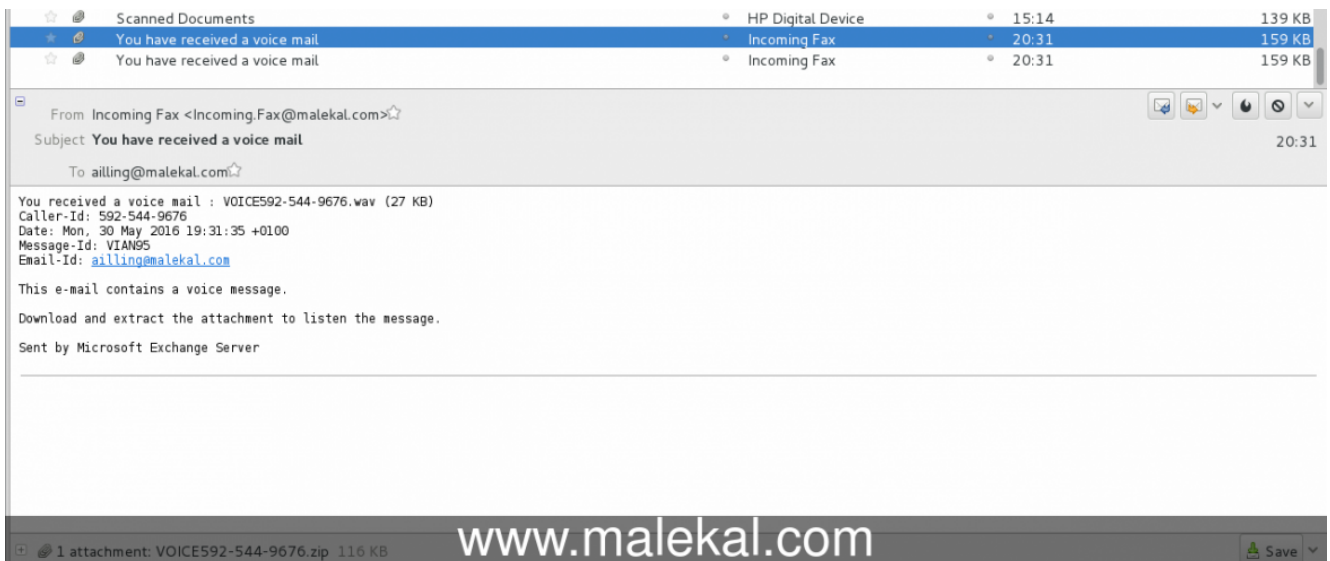 Scanned Documents HP Digital Device 15:14 139 KB
You have received a voice mail Incoming Fax 20:31 159 KB
You have received a voice mail Incoming Fax 20:31 159 KB
From Incoming Fax <Incoming.Fax@malekal.com>
Subject You have received a voice mail 20:31
To ailling@malekal.com
You received a voice mail : VOICE592-544-9676.wav (27 KB)
Caller-Id: 592-544-9676
Date: Mon, 30 May 2016 19:31:35 +0100
Message-Id: VIAN95
Email-Id: ailling@malekal.com
This e-mail contains a voice message.
Download and extract the attachment to listen the message.
Sent by Microsoft Exchange Server
www.malekal.com
1 attachment: VOICE592-544-9676.zip 116 KB Save